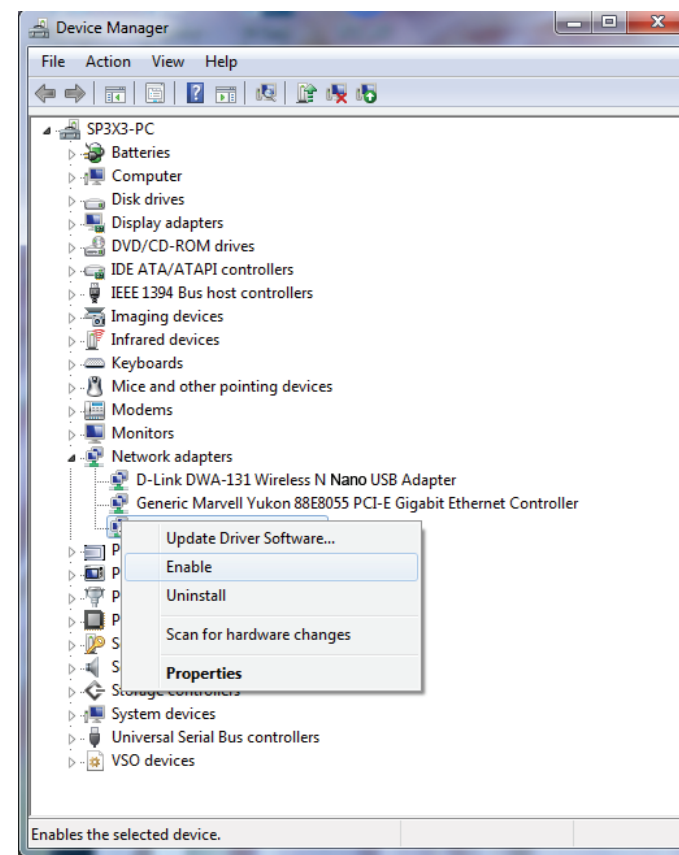 Device Manager
File Action View Help
SP3X3-PC
Batteries
Computer
Disk drives
Display adapters
DVD/CD-ROM drives
IDE ATA/ATAPI controllers
IEEE 1394 Bus host controllers
Imaging devices
Infrared devices
Keyboards
Mice and other pointing devices
Modems
Monitors
Network adapters
D-Link DWA-131 Wireless N Nano USB Adapter
Generic Marvell Yukon 88E8055 PCI-E Gigabit Ethernet Controller
Update Driver Software...
P
Enable
P
Uninstall
P
P
Scan for hardware changes
S
S
Properties
Storage controllers
System devices
Universal Serial Bus controllers
VSO devices
Enables the selected device.